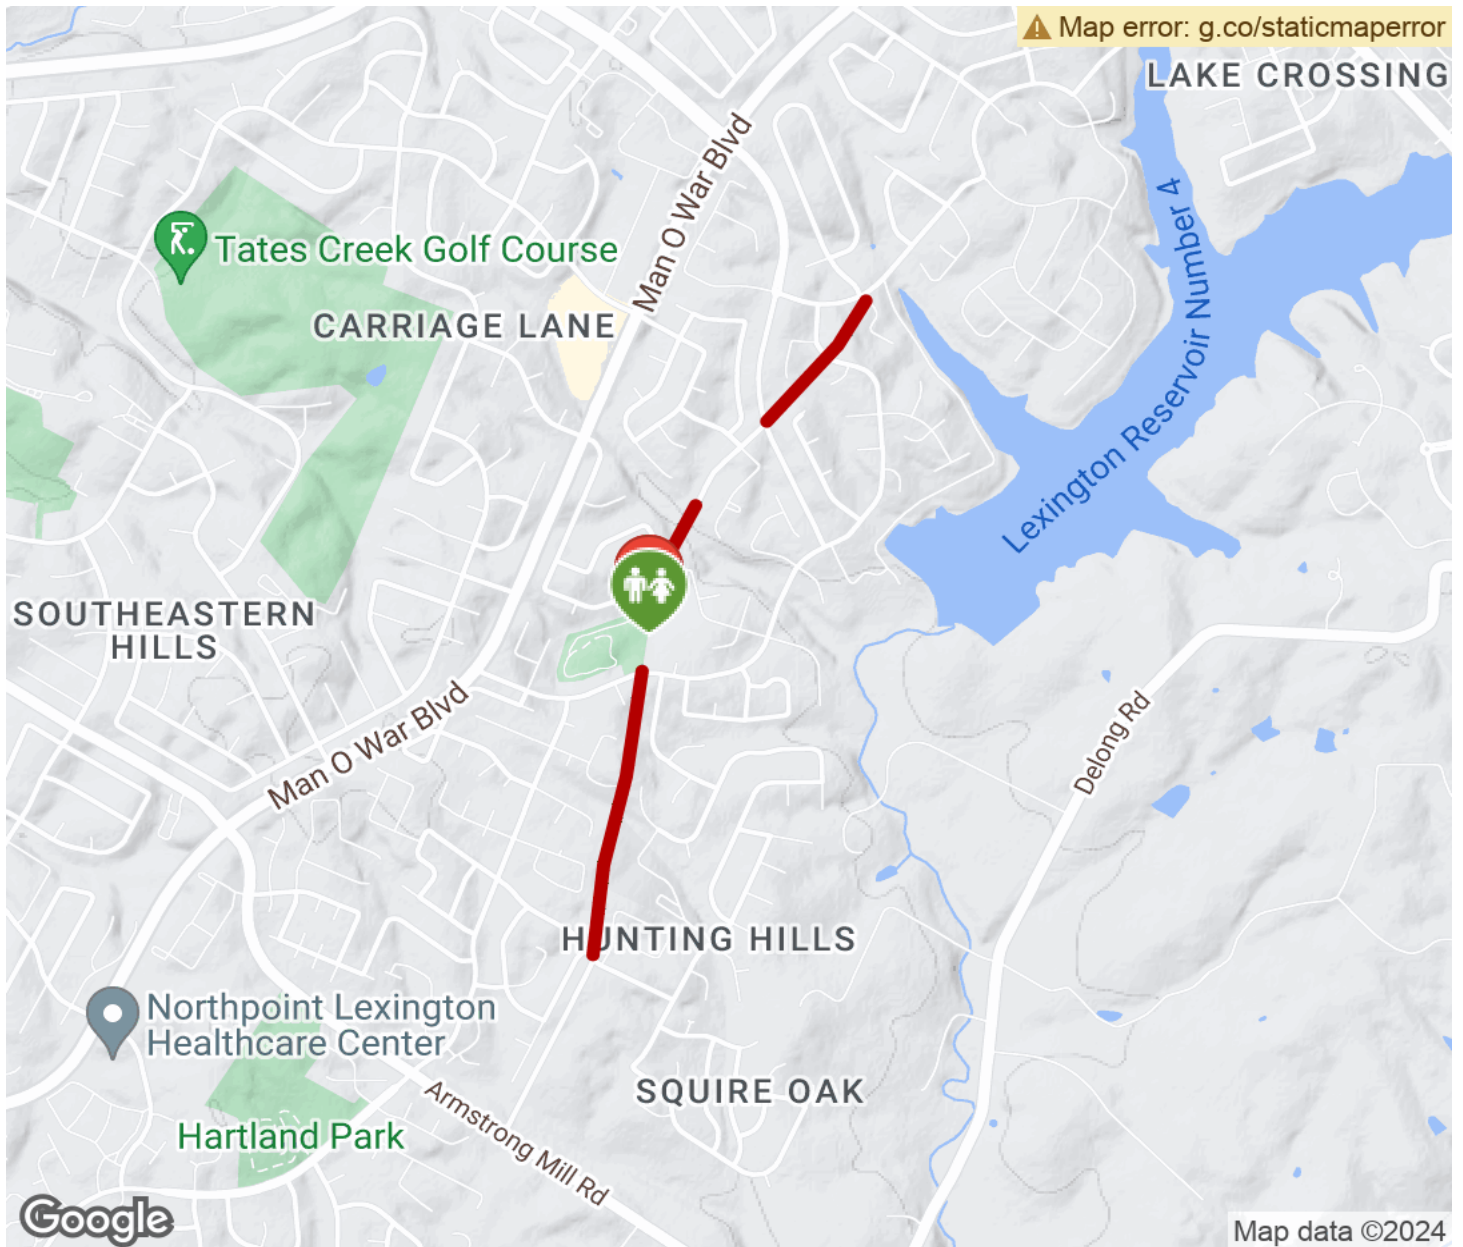 Map error: g.co/staticmaperror
LAKE CROSSING
Man O War Blvd
Lexington Reservoir Number 4
Tates Creek Golf Course
CARRIAGE LANE
SOUTHEASTERN
HILLS
Man O War Blvd
Delong Rd
HUNTING HILLS
Northpoint Lexington
Healthcare Center
SQUIRE OAK
Armstrong Mill Rd
Hartland Park
Google
Map data ©2024